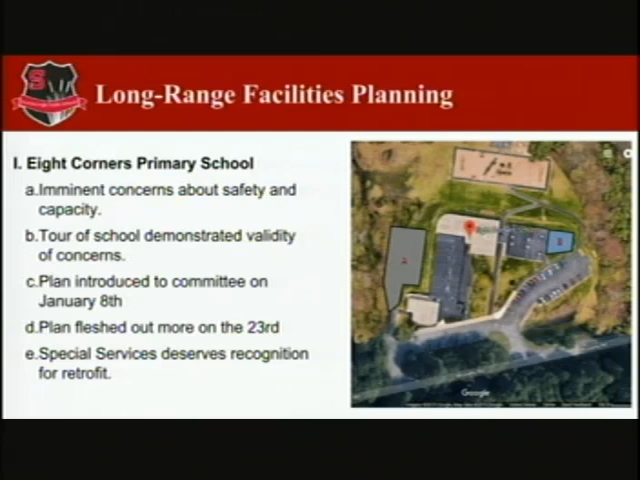 S
Long-Range Facilities Planning
I. Eight Corners Primary School
a.Imminent concerns about safety and
capacity.
b.Tour of school demonstrated validity
of concerns.
c.Plan introduced to committee on
January 8th
d.Plan fleshed out more on the 23rd
e.Special Services deserves recognition
for retrofit.
Google